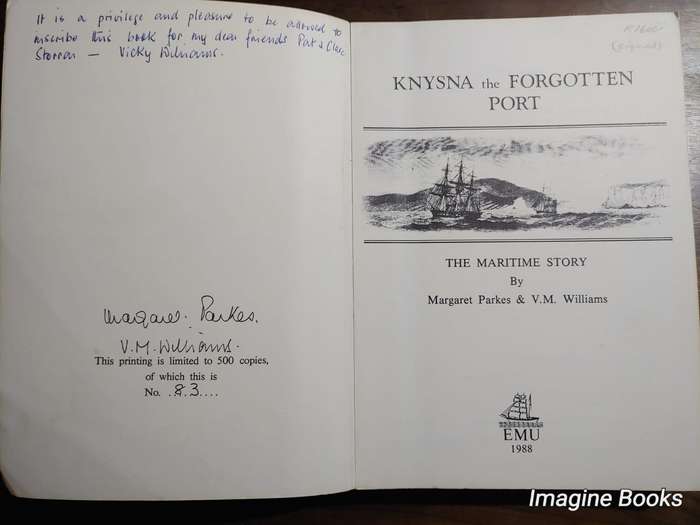 It is a privilege and pleasure to be allowed to
inscribe this book for my dear friends Pat & Clare
— Vicky Williams.
Margaret Parkes.
V.M. Williams.
This printing is limited to 500 copies,
of which this is
No. .83....
(signed)
KNYSNA the FORGOTTEN
PORT
THE MARITIME STORY
By
Margaret Parkes & V.M. Williams
EMU
1988
Imagine Books